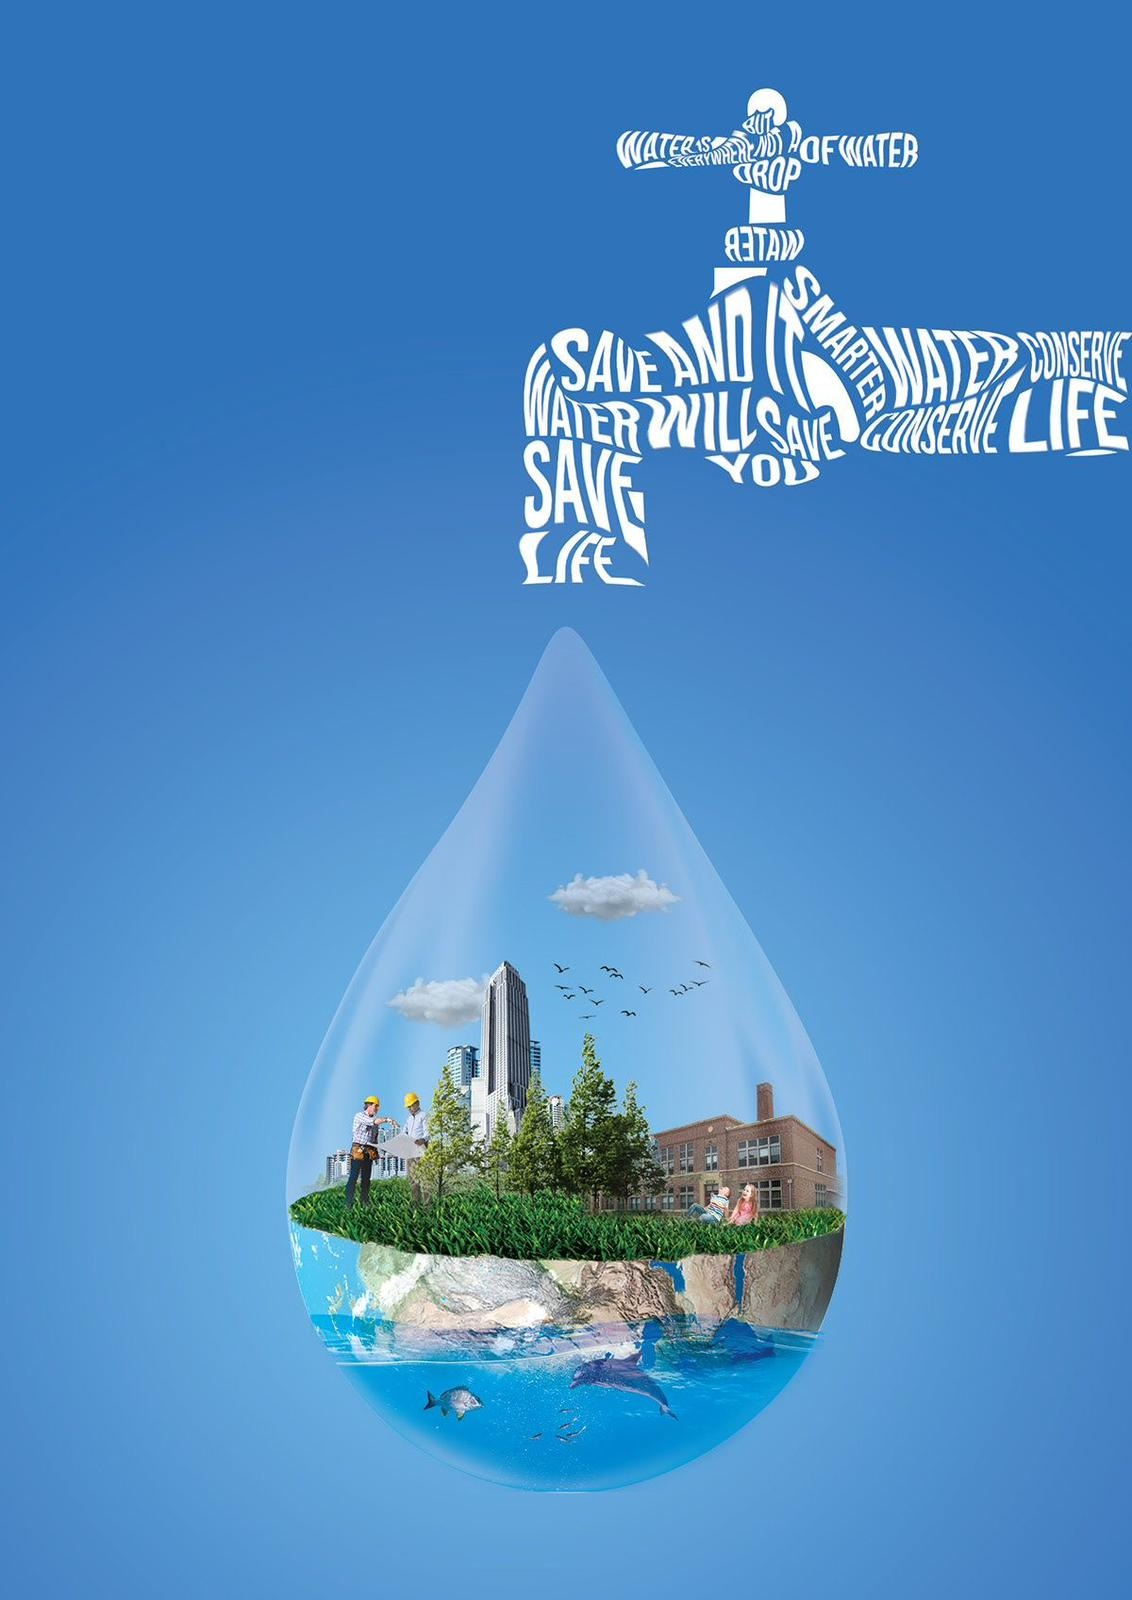 WATER IS EVERYWHERE BUT NOT A DROP OF WATER
WATER SMARTER
SAVE WATER AND IT WILL SAVE YOU
WATER CONSERVE
CONSERVE LIFE
SAVE
LIFE